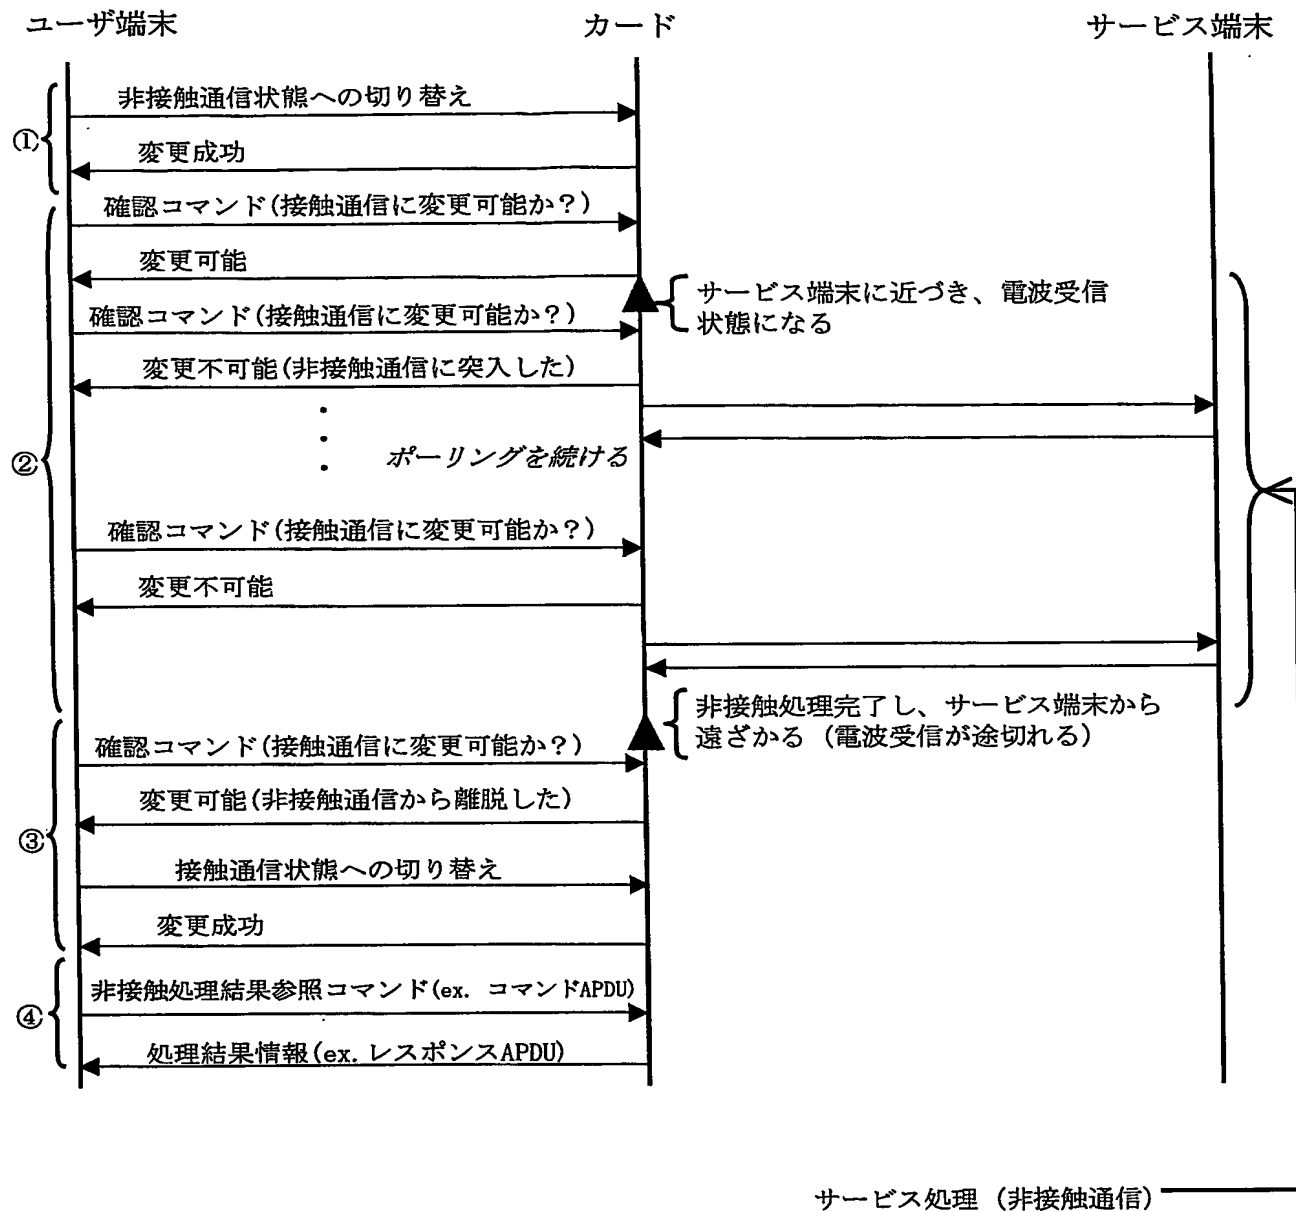 ユーザ端末
カード
サービス端末
①
非接触通信状態への切り替え
変更成功
②
確認コマンド(接触通信に変更可能か？)
変更可能
サービス端末に近づき、電波受信
状態になる
確認コマンド(接触通信に変更可能か？)
変更不可能(非接触通信に突入した)
ポーリングを続ける
確認コマンド(接触通信に変更可能か？)
変更不可能
非接触処理完了し、サービス端末から
遠ざかる（電波受信が途切れる）
③
確認コマンド(接触通信に変更可能か？)
変更可能(非接触通信から離脱した)
接触通信状態への切り替え
変更成功
④
非接触処理結果参照コマンド(ex. コマンドAPDU)
処理結果情報(ex. レスポンスAPDU)
サービス処理（非接触通信）